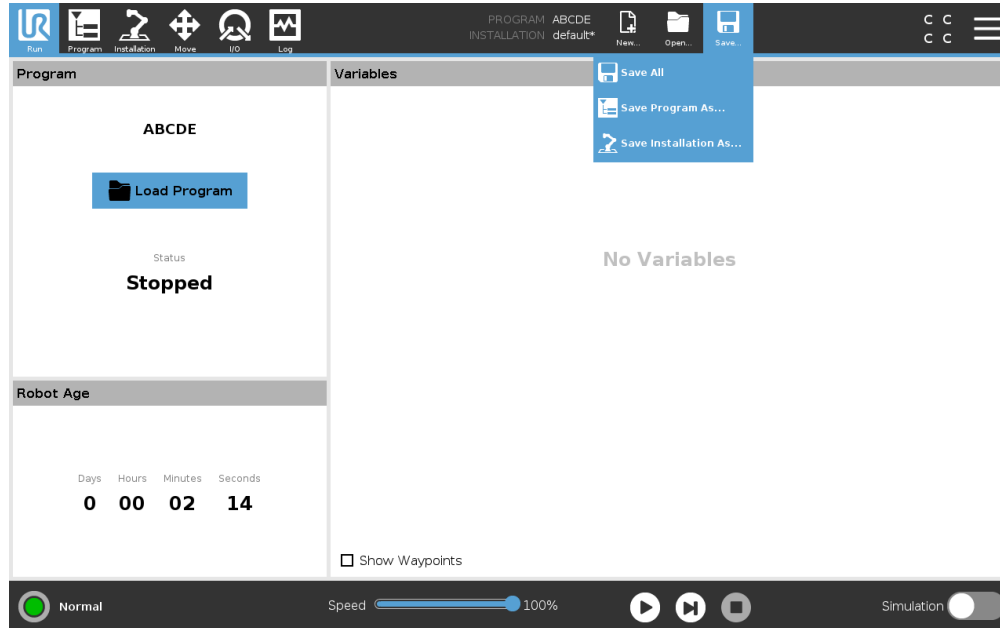 PROGRAM ABCDE
INSTALLATION default*
UR
Run
Program
Installation
Move
I/O
Log
New...
Open...
Save...
C C
C C
Save All
Save Program As...
Save Installation As...
Program
ABCDE
Load Program
Status
Stopped
Robot Age
Days Hours Minutes Seconds
0 00 02 14
Variables
No Variables
Show Waypoints
Normal
Speed 100%
Simulation